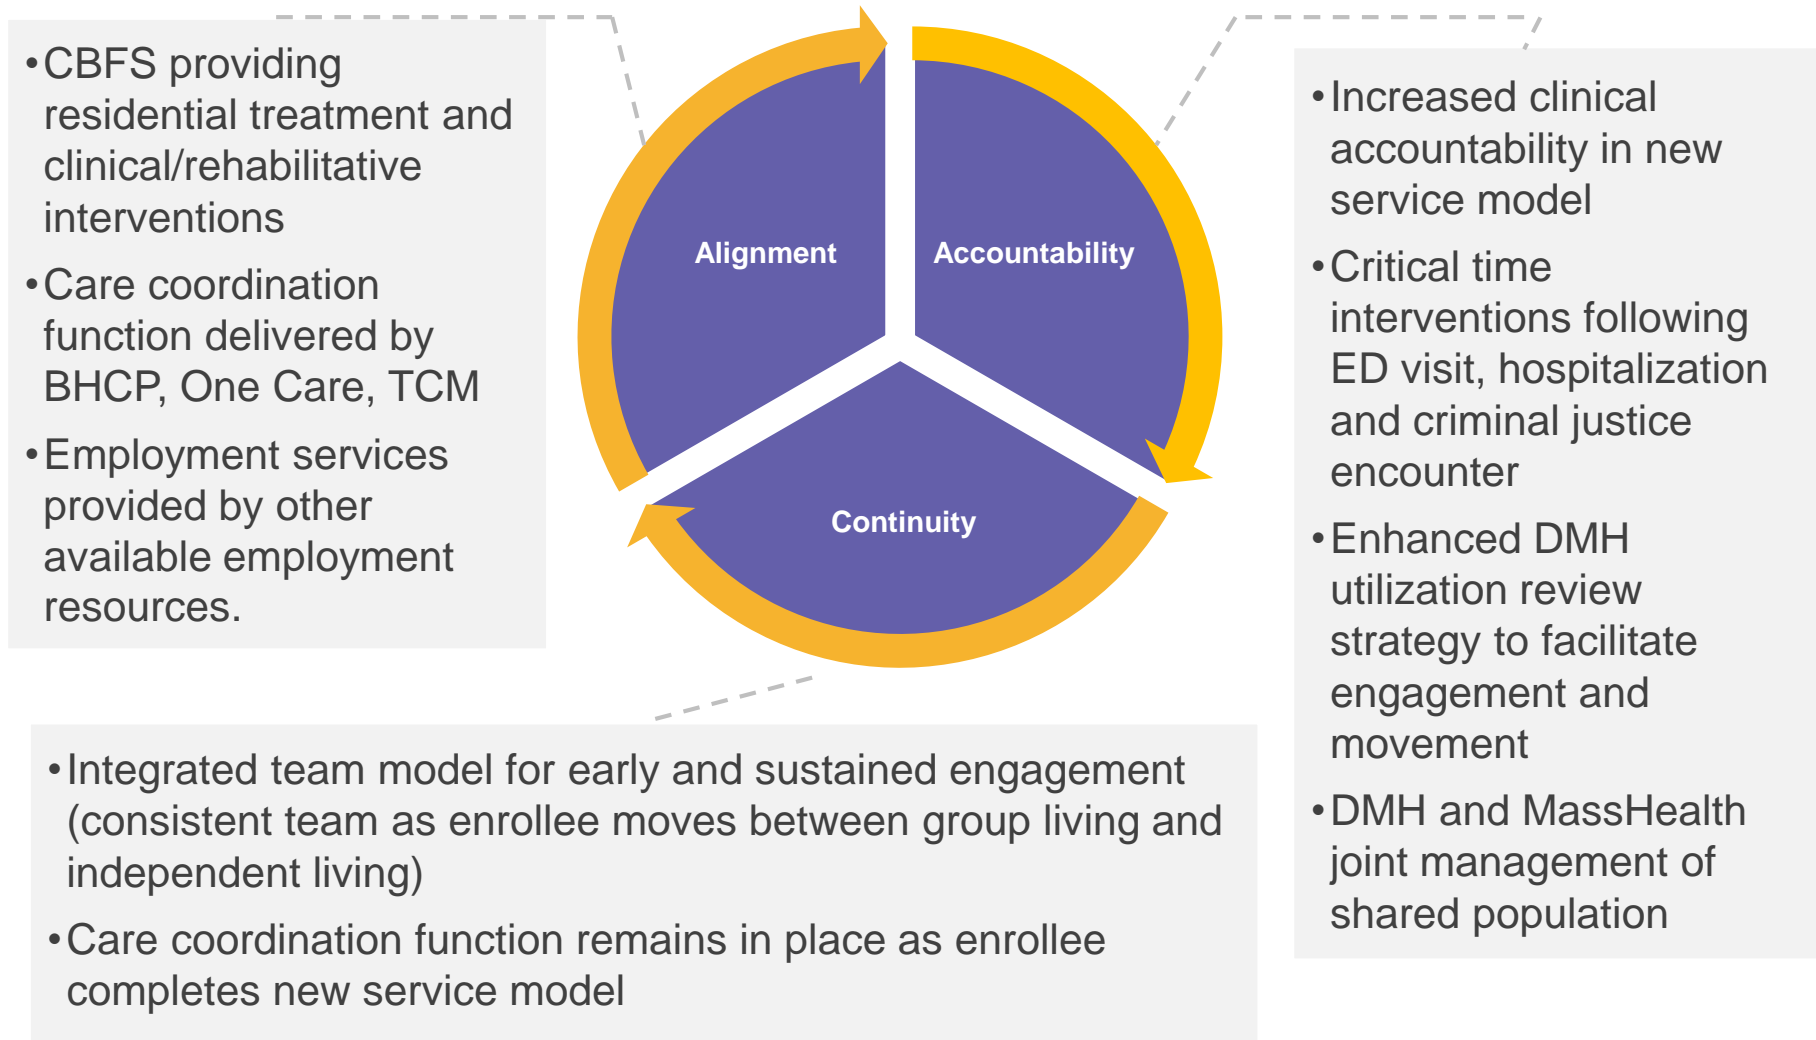 •CBFS providing
residential treatment and
clinical/rehabilitative
interventions
•Care coordination
function delivered by
BHCP, One Care, TCM
•Employment services
provided by other
available employment
resources.
Alignment
Accountability
Continuity
•Increased clinical
accountability in new
service model
•Critical time
interventions following
ED visit, hospitalization
and criminal justice
encounter
•Enhanced DMH
utilization review
strategy to facilitate
engagement and
movement
•DMH and MassHealth
joint management of
shared population
•Integrated team model for early and sustained engagement
(consistent team as enrollee moves between group living and
independent living)
•Care coordination function remains in place as enrollee
completes new service model